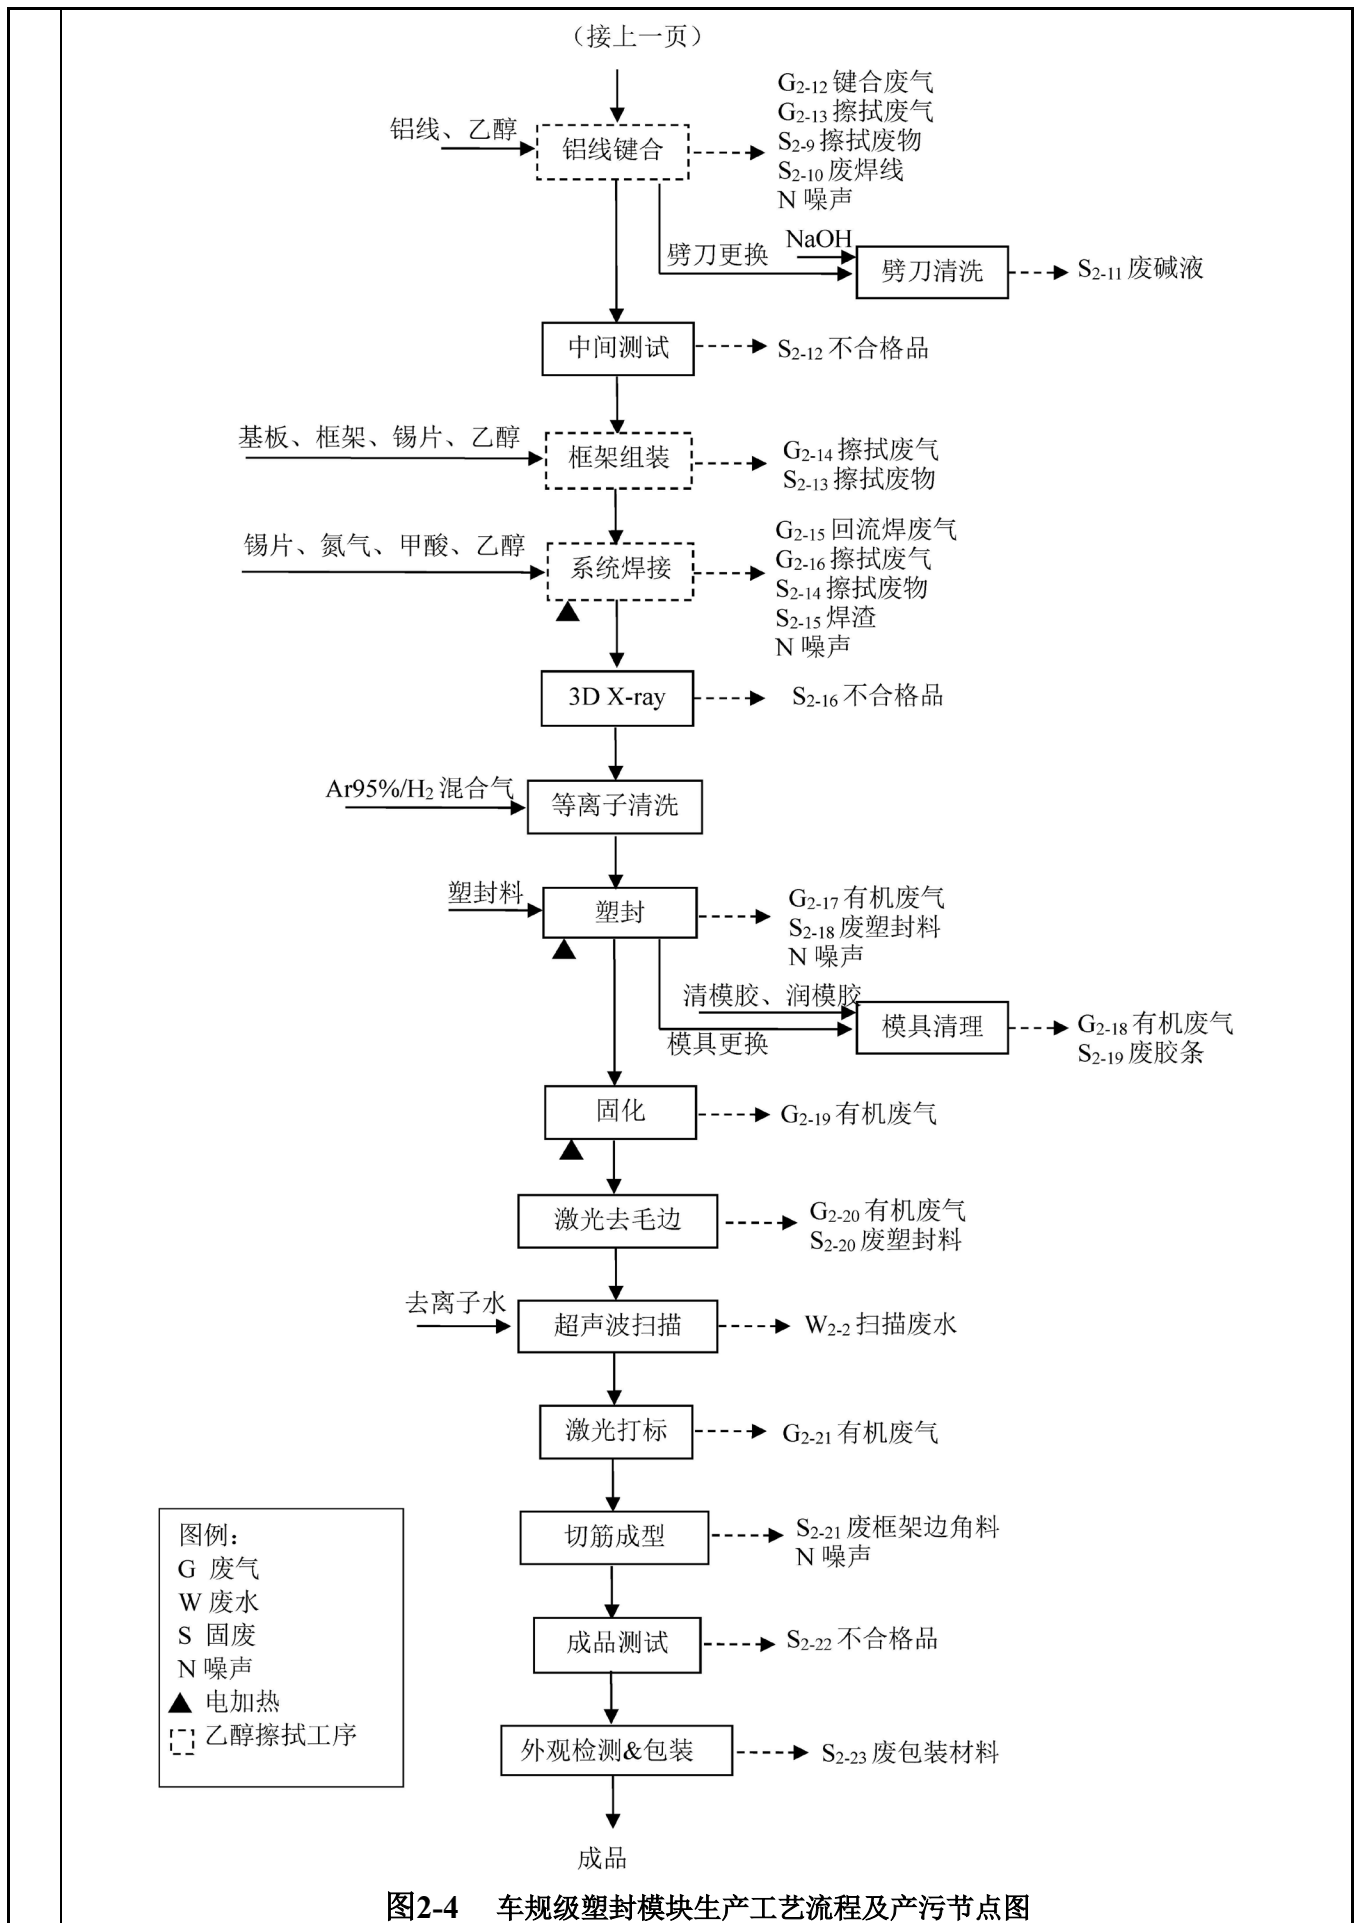 （接上一页）
G2-12 键合废气
G2-13 擦拭废气
铝线、乙醇
铝线键合
S2-9 擦拭废物
S2-10 废焊线
N 噪声
NaOH
劈刀更换
劈刀清洗
S2-11 废碱液
中间测试
S2-12 不合格品
基板、框架、锡片、乙醇
框架组装
G2-14 擦拭废气
S2-13 擦拭废物
锡片、氮气、甲酸、乙醇
系统焊接
G2-15 回流焊废气
G2-16 擦拭废气
S2-14 擦拭废物
S2-15 焊渣
N 噪声
3D X-ray
S2-16 不合格品
Ar95%/H2 混合气
等离子清洗
塑封料
塑封
G2-17 有机废气
S2-18 废塑封料
N 噪声
清模胶、润模胶
模具更换
模具清理
G2-18 有机废气
S2-19 废胶条
固化
G2-19 有机废气
激光去毛边
G2-20 有机废气
S2-20 废塑封料
去离子水
超声波扫描
W2-2 扫描废水
激光打标
G2-21 有机废气
切筋成型
S2-21 废框架边角料
N 噪声
成品测试
S2-22 不合格品
外观检测&包装
S2-23 废包装材料
成品
图例：
G 废气
W 废水
S 固废
N 噪声
▲ 电加热
乙醇擦拭工序
图2-4 车规级塑封模块生产工艺流程及产污节点图